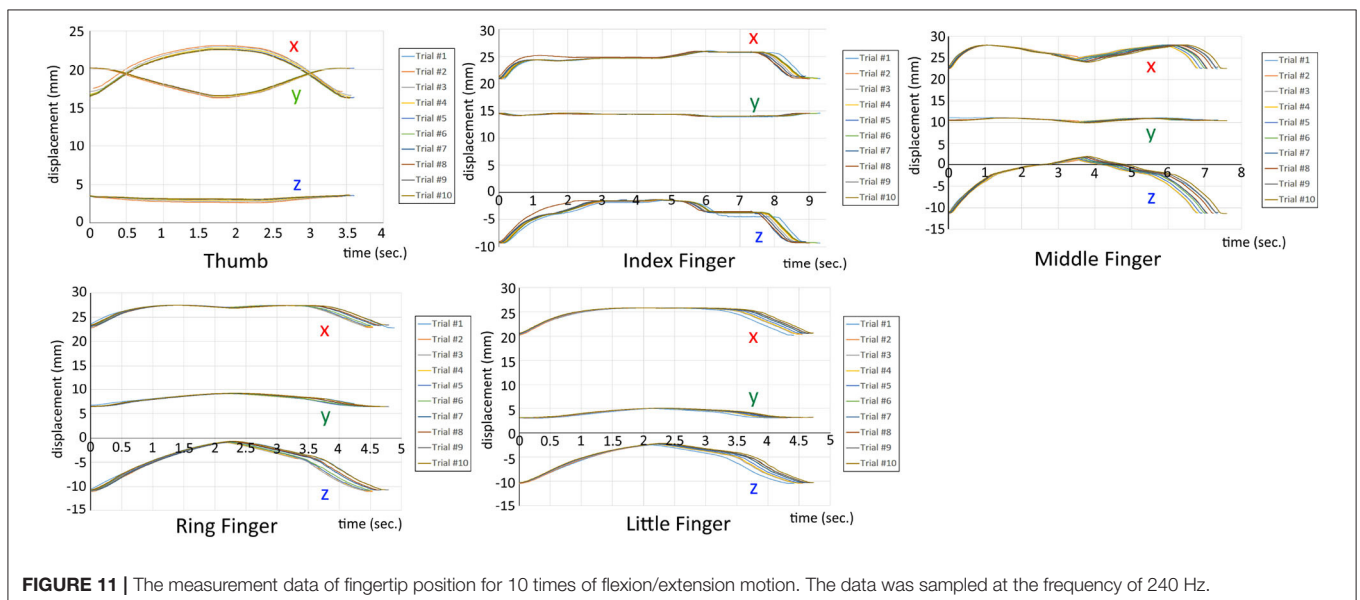 25
20
15
10
5
0
displacement (mm)
x
y
z
0 0.5 1 1.5 2 2.5 3 3.5 4
time (sec.)
Thumb
Trial #1
Trial #2
Trial #3
Trial #4
Trial #5
Trial #6
Trial #7
Trial #8
Trial #9
Trial #10
30
25
20
15
10
5
0
-5
-10
displacement (mm)
x
y
0 1 2 3 4 5 6 7 8 9
z
time (sec.)
Index Finger
Trial #1
Trial #2
Trial #3
Trial #4
Trial #5
Trial #6
Trial #7
Trial #8
Trial #9
Trial #10
30
25
20
15
10
5
0
-5
-10
-15
displacement (mm)
x
y
0 1 2 3 4 5 6 7 8
z
time (sec.)
Middle Finger
Trial #1
Trial #2
Trial #3
Trial #4
Trial #5
Trial #6
Trial #7
Trial #8
Trial #9
Trial #10
30
25
20
15
10
5
0
-5
-10
-15
displacement (mm)
x
y
0 0.5 1 1.5 2 2.5 3 3.5 4 4.5 5
z
time (sec.)
Ring Finger
Trial #1
Trial #2
Trial #3
Trial #4
Trial #5
Trial #6
Trial #7
Trial #8
Trial #9
Trial #10
30
25
20
15
10
5
0
-5
-10
-15
displacement (mm)
x
y
0 0.5 1 1.5 2 2.5 3 3.5 4 4.5 5
z
time (sec.)
Little Finger
Trial #1
Trial #2
Trial #3
Trial #4
Trial #5
Trial #6
Trial #7
Trial #8
Trial #9
Trial #10
FIGURE 11 | The measurement data of fingertip position for 10 times of flexion/extension motion. The data was sampled at the frequency of 240 Hz.